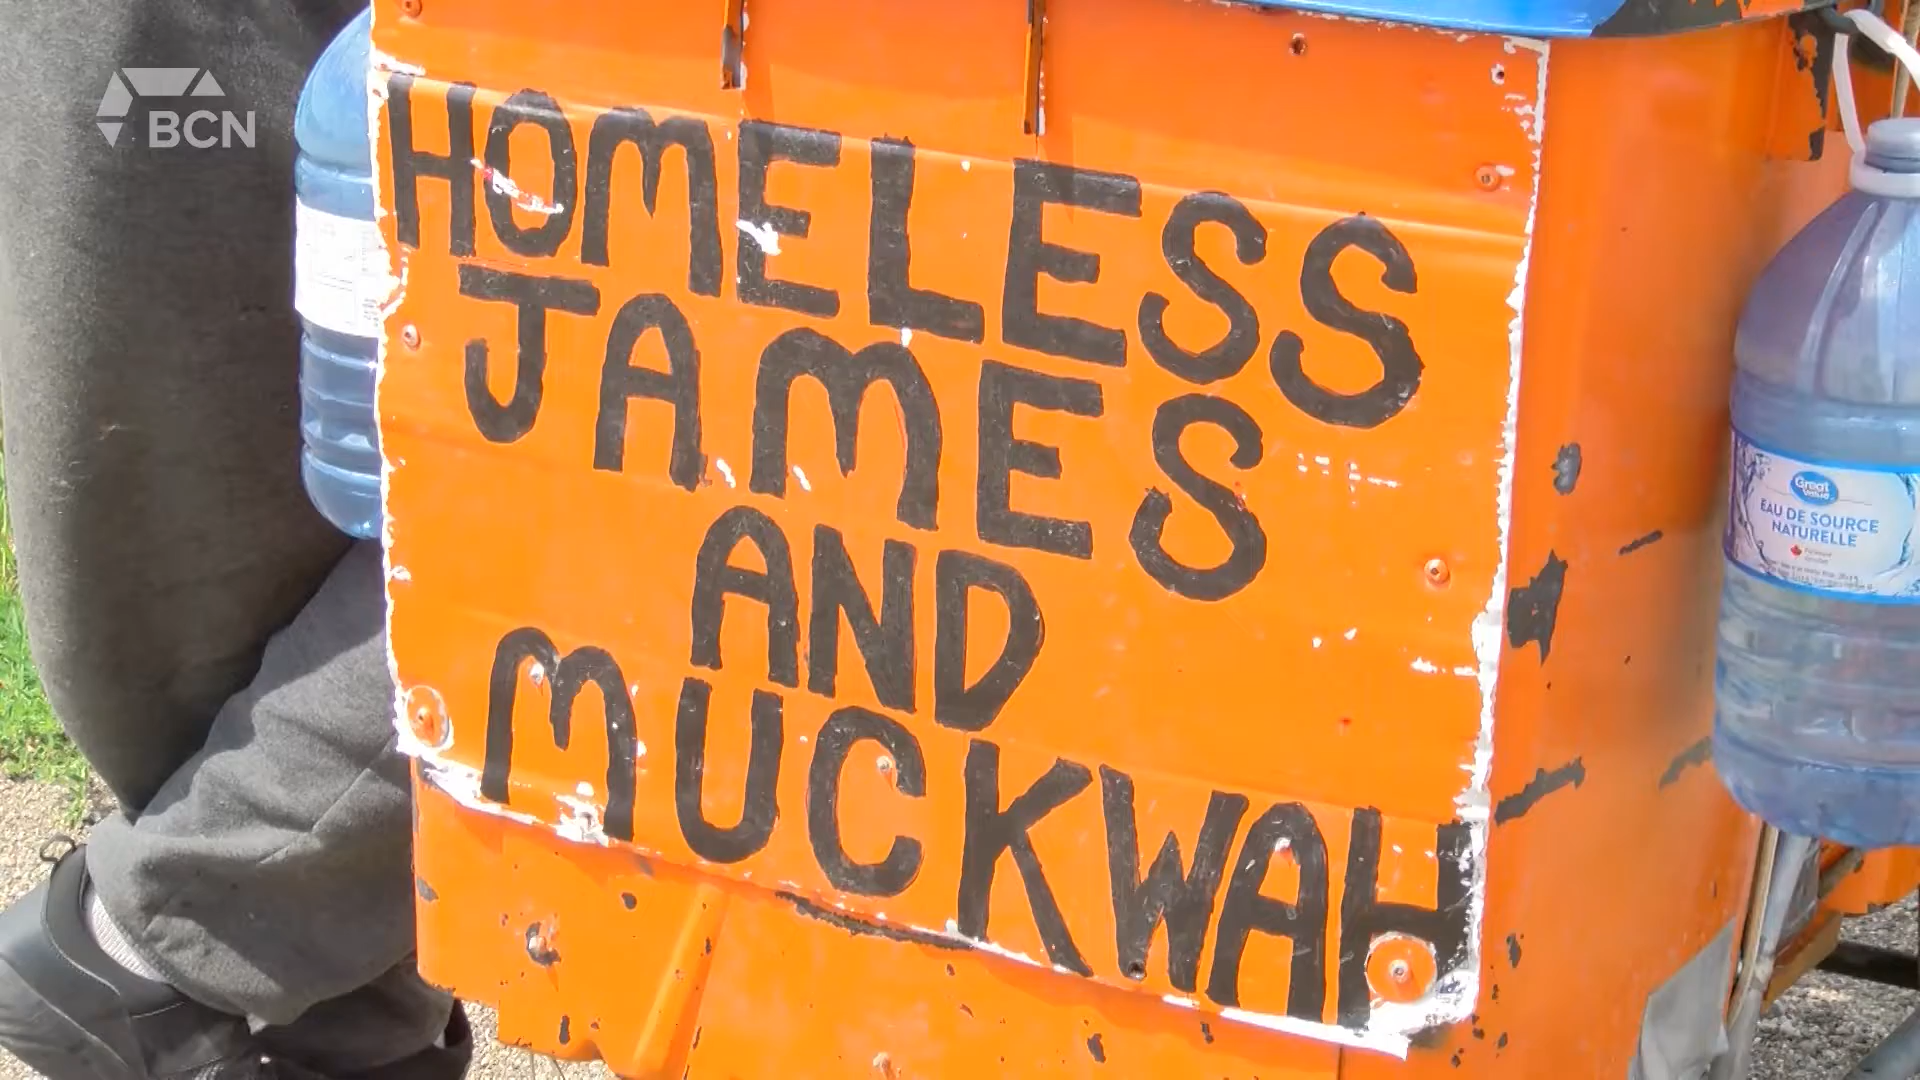 BCN
HOMELESS
JAMES
AND
MUCKWAH
Great
Value
EAU DE SOURCE
NATURELLE